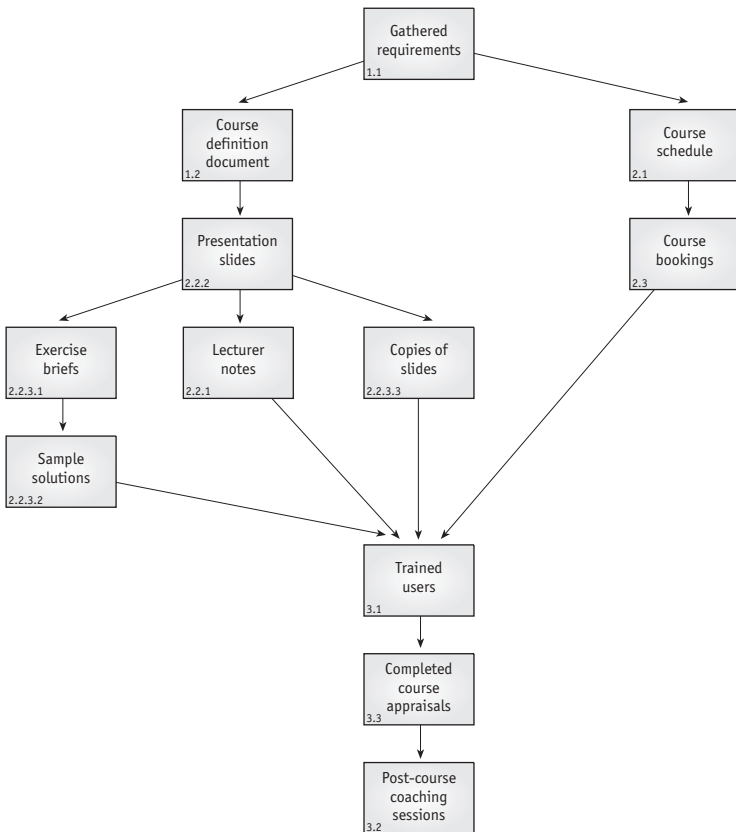 Gathered
requirements
1.1
Course
definition
document
1.2
Course
schedule
2.1
Presentation
slides
2.2.2
Course
bookings
2.3
Exercise
briefs
2.2.3.1
Lecturer
notes
2.2.1
Copies of
slides
2.2.3.3
Sample
solutions
2.2.3.2
Trained
users
3.1
Completed
course
appraisals
3.3
Post-course
coaching
sessions
3.2